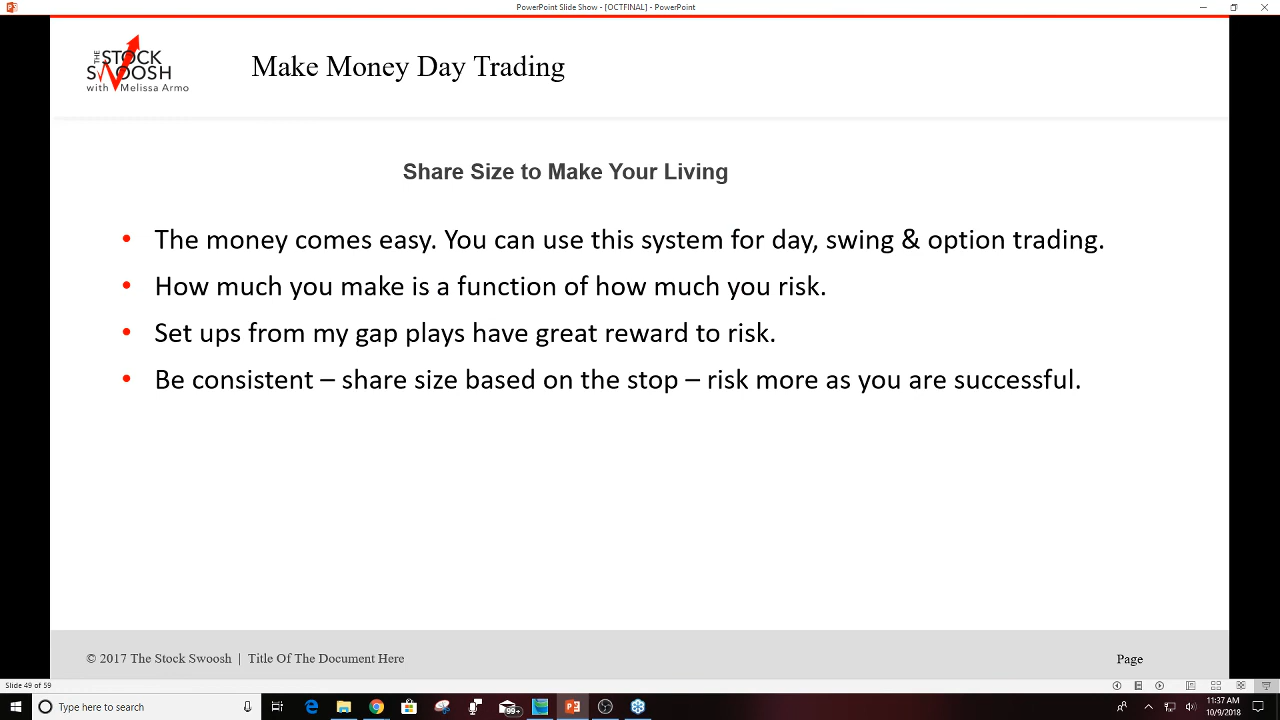 PowerPoint Slide Show - [OCTFINAL] - PowerPoint
THE STOCK
SWOOSH
with Melissa Armo
Make Money Day Trading
Share Size to Make Your Living
• The money comes easy. You can use this system for day, swing & option trading.
• How much you make is a function of how much you risk.
• Set ups from my gap plays have great reward to risk.
• Be consistent – share size based on the stop – risk more as you are successful.
© 2017 The Stock Swoosh | Title Of The Document Here
Page
Slide 49 of 59
Type here to search
99+
11:37 AM
10/9/2018